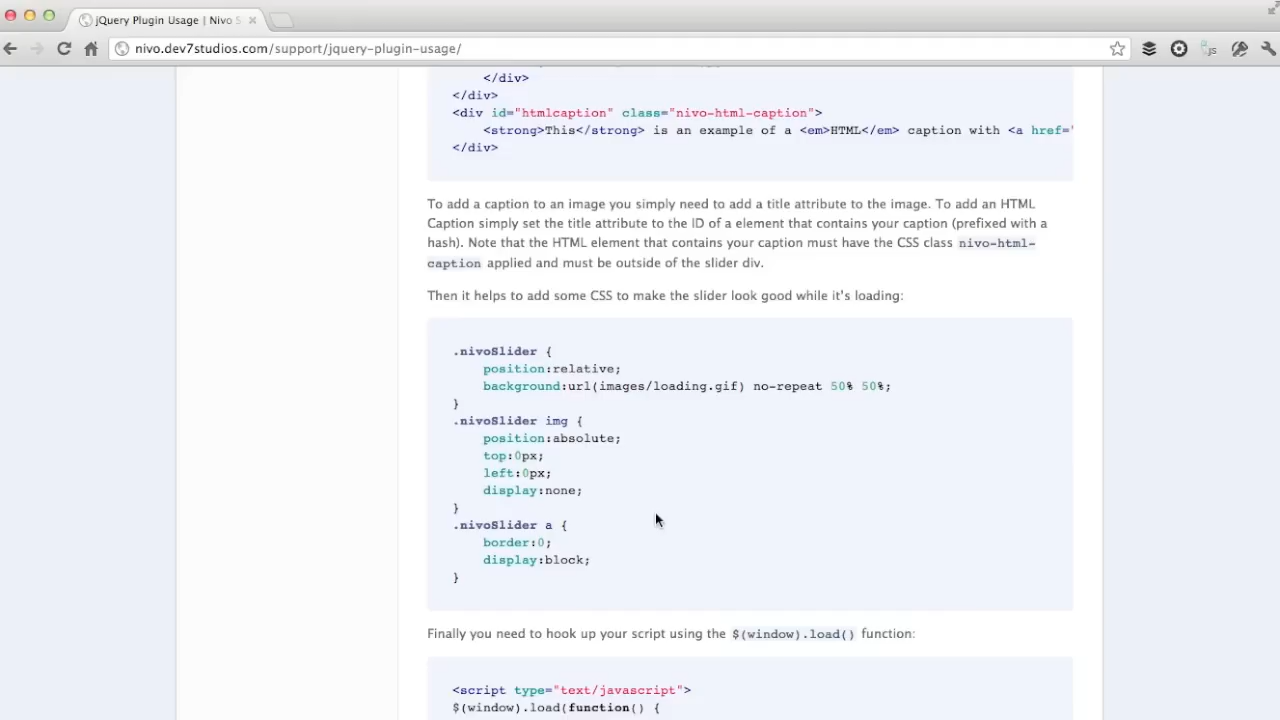 jQuery Plugin Usage | Nivo S
nivo.dev7studios.com/support/jquery-plugin-usage/
js
</div>
</div>
<div id="htmlcaption" class="nivo-html-caption">
<strong>This</strong> is an example of a <em>HTML</em> caption with <a href="
</div>
To add a caption to an image you simply need to add a title attribute to the image. To add an HTML
Caption simply set the title attribute to the ID of a element that contains your caption (prefixed with a
hash). Note that the HTML element that contains your caption must have the CSS class nivo-html-
caption applied and must be outside of the slider div.
Then it helps to add some CSS to make the slider look good while it's loading:
.nivoSlider {
position:relative;
background:url(images/loading.gif) no-repeat 50% 50%;
}
.nivoSlider img {
position:absolute;
top:0px;
left:0px;
display:none;
}
.nivoSlider a {
border:0;
display:block;
}
Finally you need to hook up your script using the $(window).load() function:
<script type="text/javascript">
$(window).load(function() {